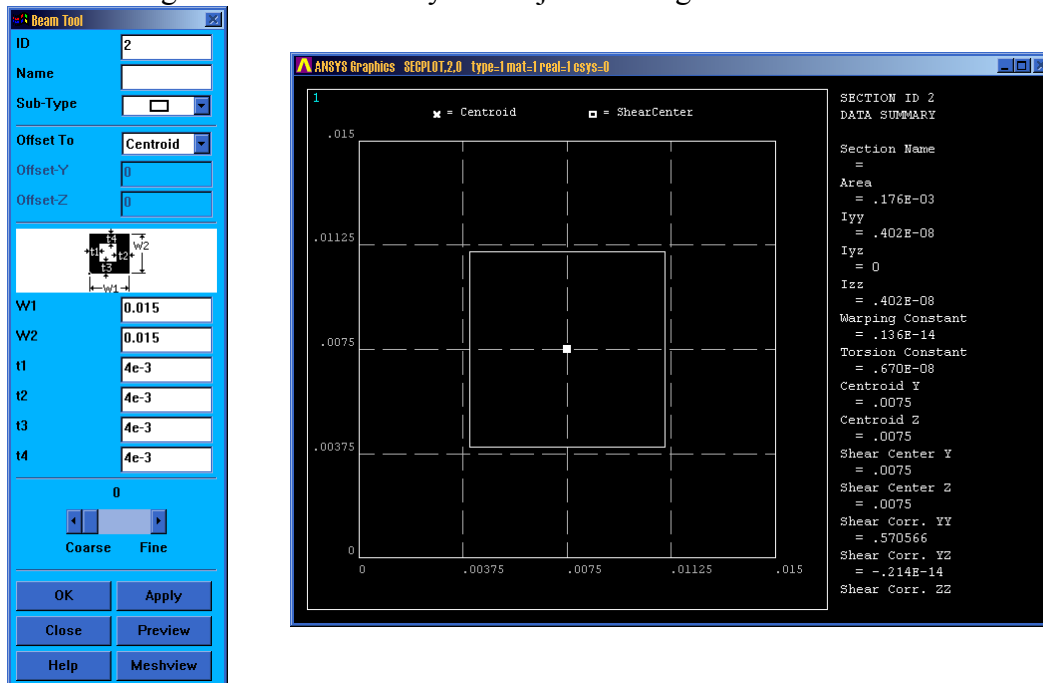 Beam Tool
ID 2
Name
Sub-Type
Offset To Centroid
Offset-Y 0
Offset-Z 0
t4
t1 t2 W2
t3
W1
W1 0.015
W2 0.015
t1 4e-3
t2 4e-3
t3 4e-3
t4 4e-3
0
Coarse Fine
OK Apply
Close Preview
Help Meshview
ANSYS Graphics SECPLOT,2,0 type=1 mat=1 real=1 csys=0
1
= Centroid = ShearCenter
.015
.01125
.0075
.00375
0
0 .00375 .0075 .01125 .015
SECTION ID 2
DATA SUMMARY
Section Name
=
Area
= .176E-03
Iyy
= .402E-08
Iyz
= 0
Izz
= .402E-08
Warping Constant
= .136E-14
Torsion Constant
= .670E-08
Centroid Y
= .0075
Centroid Z
= .0075
Shear Center Y
= .0075
Shear Center Z
= .0075
Shear Corr. YY
= .570566
Shear Corr. YZ
= -.214E-14
Shear Corr. ZZ